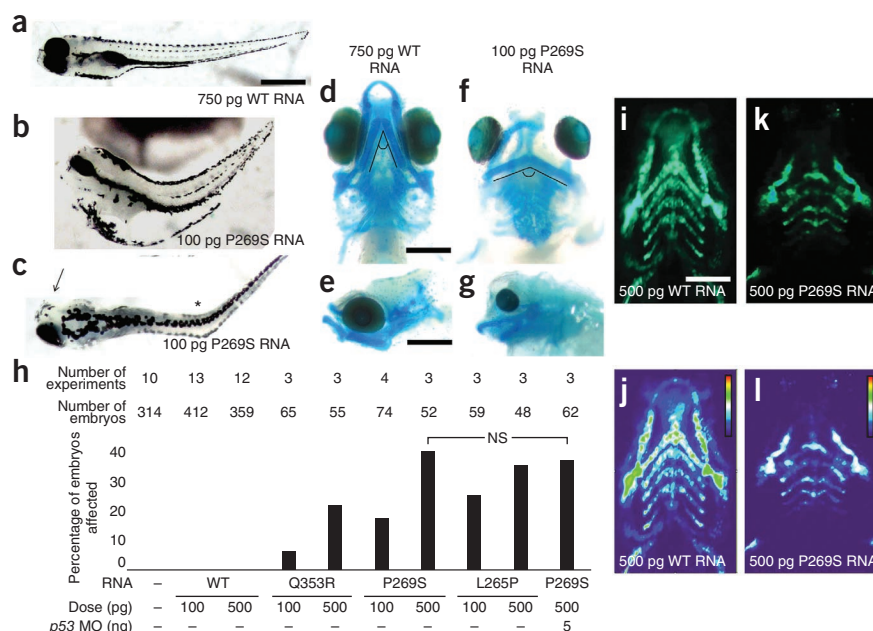 a
750 pg WT RNA
b
100 pg P269S RNA
c
*
100 pg P269S RNA
750 pg WT
RNA
100 pg P269S
RNA
d
f
e
g
i
500 pg WT RNA
k
500 pg P269S RNA
j
500 pg WT RNA
l
500 pg P269S RNA
h
Number of
experiments
10 13 12 3 3 4 3 3 3 3
Number of
embryos
314 412 359 65 55 74 52 59 48 62
Percentage of embryos
affected
40
30
20
10
0
NS
RNA – WT Q353R P269S L265P P269S
Dose (pg) – 100 500 100 500 100 500 100 500 500
p53 MO (ng) – – – – – – – – – 5